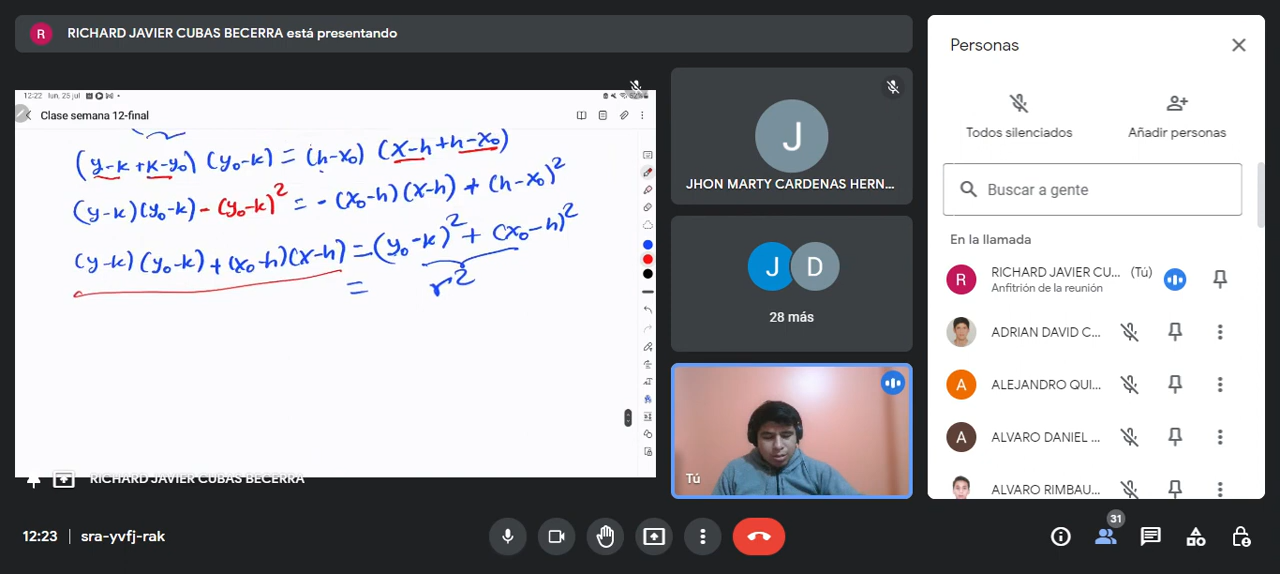 R RICHARD JAVIER CUBAS BECERRA está presentando
12:22 lun, 25 jul
Clase semana 12-final
(y-k+k-y₀) (y₀-k) = (h-x₀) (x-h+h-x₀)
(y-k)(y₀-k) - (y₀-k)² = - (x₀-h)(x-h) + (h-x₀)²
(y-k)(y₀-k) + (x₀-h)(x-h) = (y₀-k)² + (x₀-h)²
= r²
RICHARD JAVIER CUBAS BECERRA
J
JHON MARTY CARDENAS HERN...
J D
28 más
Tú
Personas
Todos silenciados
Añadir personas
Buscar a gente
En la llamada
R RICHARD JAVIER CU... (Tú)
Anfitrión de la reunión
ADRIAN DAVID C...
A ALEJANDRO QUI...
A ALVARO DANIEL ...
ALVARO RIMBAU...
12:23 | sra-yvfj-rak
31